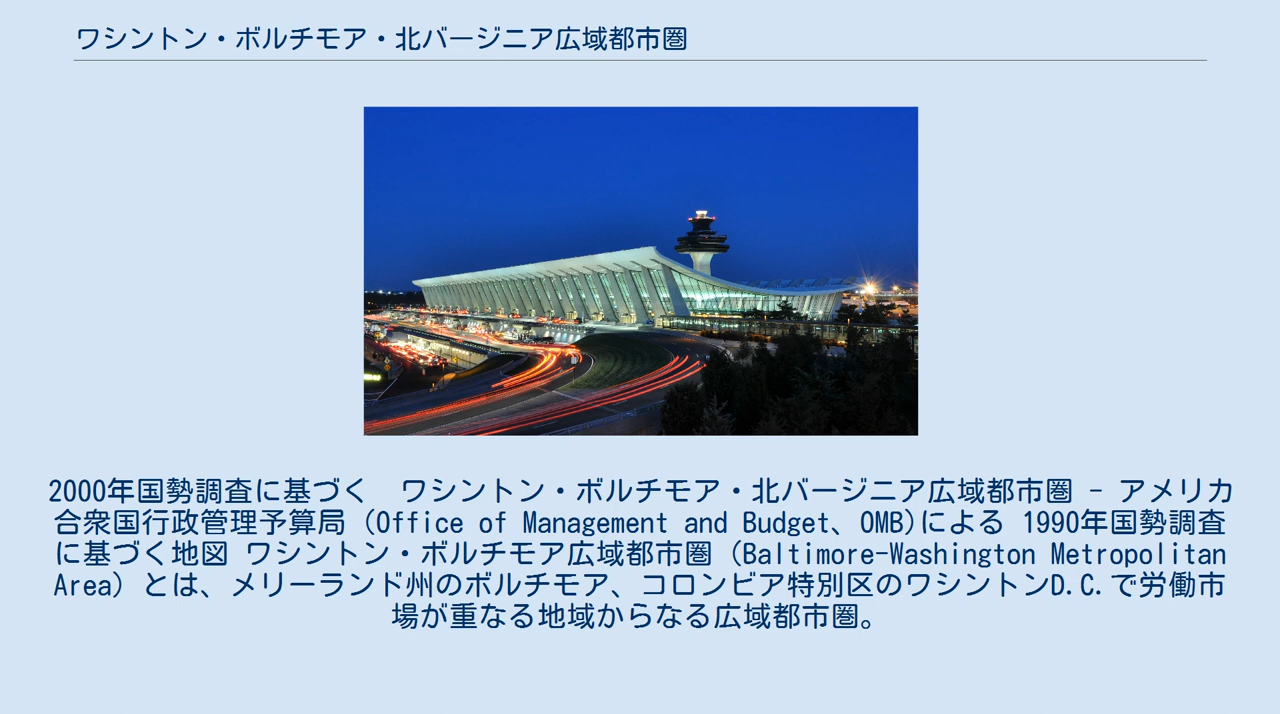 ワシントン・ボルチモア・北バージニア広域都市圏
2000年国勢調査に基づく　ワシントン・ボルチモア・北バージニア広域都市圏 - アメリカ
合衆国行政管理予算局 (Office of Management and Budget、OMB)による 1990年国勢調査
に基づく地図 ワシントン・ボルチモア広域都市圏 (Baltimore-Washington Metropolitan
Area) とは、メリーランド州のボルチモア、コロンビア特別区のワシントンD.C.で労働市
場が重なる地域からなる広域都市圏。